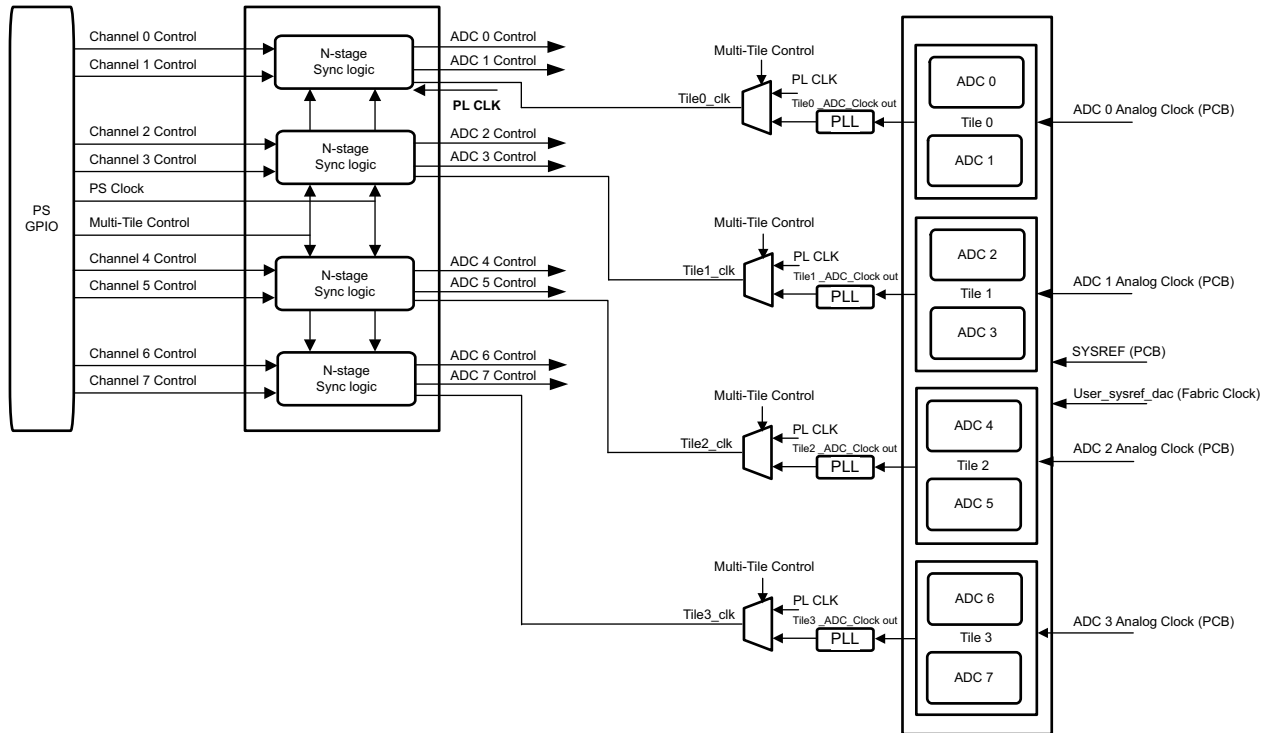 PS
GPIO
Channel 0 Control
Channel 1 Control
Channel 2 Control
Channel 3 Control
PS Clock
Multi-Tile Control
Channel 4 Control
Channel 5 Control
Channel 6 Control
Channel 7 Control
N-stage
Sync logic
N-stage
Sync logic
N-stage
Sync logic
N-stage
Sync logic
ADC 0 Control
ADC 1 Control
PL CLK
ADC 2 Control
ADC 3 Control
ADC 4 Control
ADC 5 Control
ADC 6 Control
ADC 7 Control
Multi-Tile Control
PL CLK
Tile0_clk
Tile0 _ADC_Clock out
PLL
Multi-Tile Control
PL CLK
Tile1_clk
Tile1 _ADC_Clock out
PLL
Multi-Tile Control
PL CLK
Tile2_clk
Tile2 _ADC_Clock out
PLL
Multi-Tile Control
PL CLK
Tile3_clk
Tile3 _ADC_Clock out
PLL
ADC 0
Tile 0
ADC 1
ADC 2
Tile 1
ADC 3
ADC 4
Tile 2
ADC 5
ADC 6
Tile 3
ADC 7
ADC 0 Analog Clock (PCB)
ADC 1 Analog Clock (PCB)
SYSREF (PCB)
User_sysref_dac (Fabric Clock)
ADC 2 Analog Clock (PCB)
ADC 3 Analog Clock (PCB)